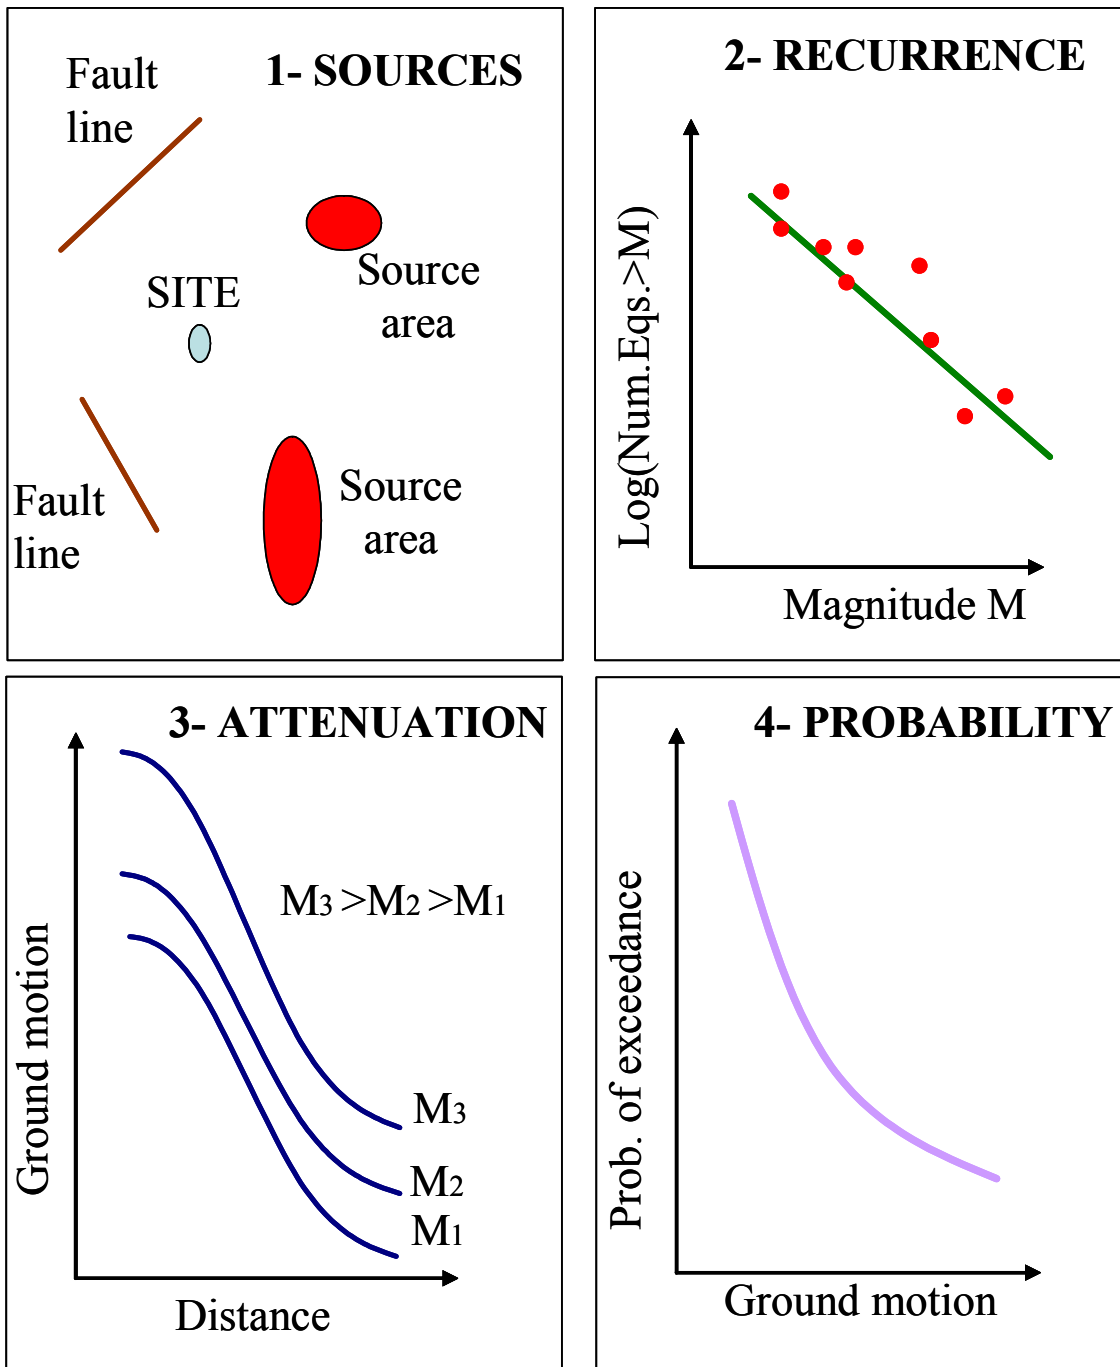 1- SOURCES
Fault
line
Source
area
SITE
Fault
line
Source
area
2- RECURRENCE
Log(Num.Eqs.>M)
Magnitude M
3- ATTENUATION
Ground motion
M3 >M2 >M1
M3
M2
M1
Distance
4- PROBABILITY
Prob. of exceedance
Ground motion